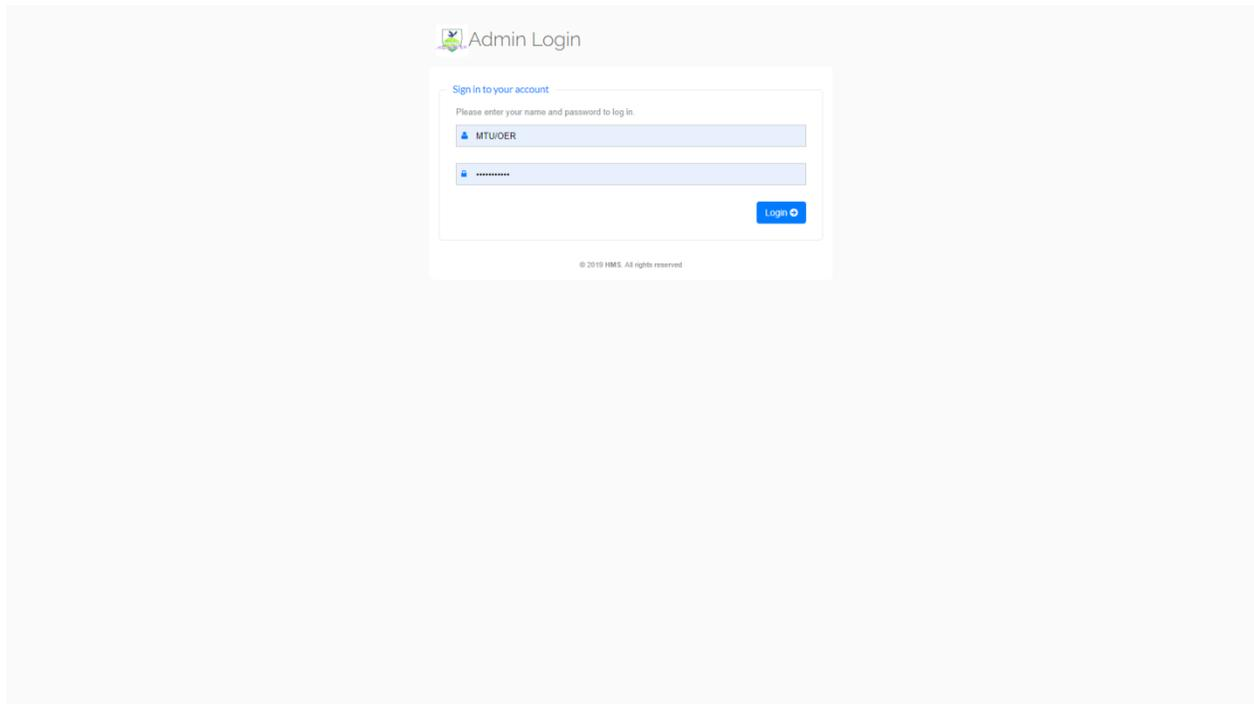 Admin Login
Sign in to your account
Please enter your name and password to log in.
MTU/OER
•••••••••••
Login
© 2019 HMS. All rights reserved